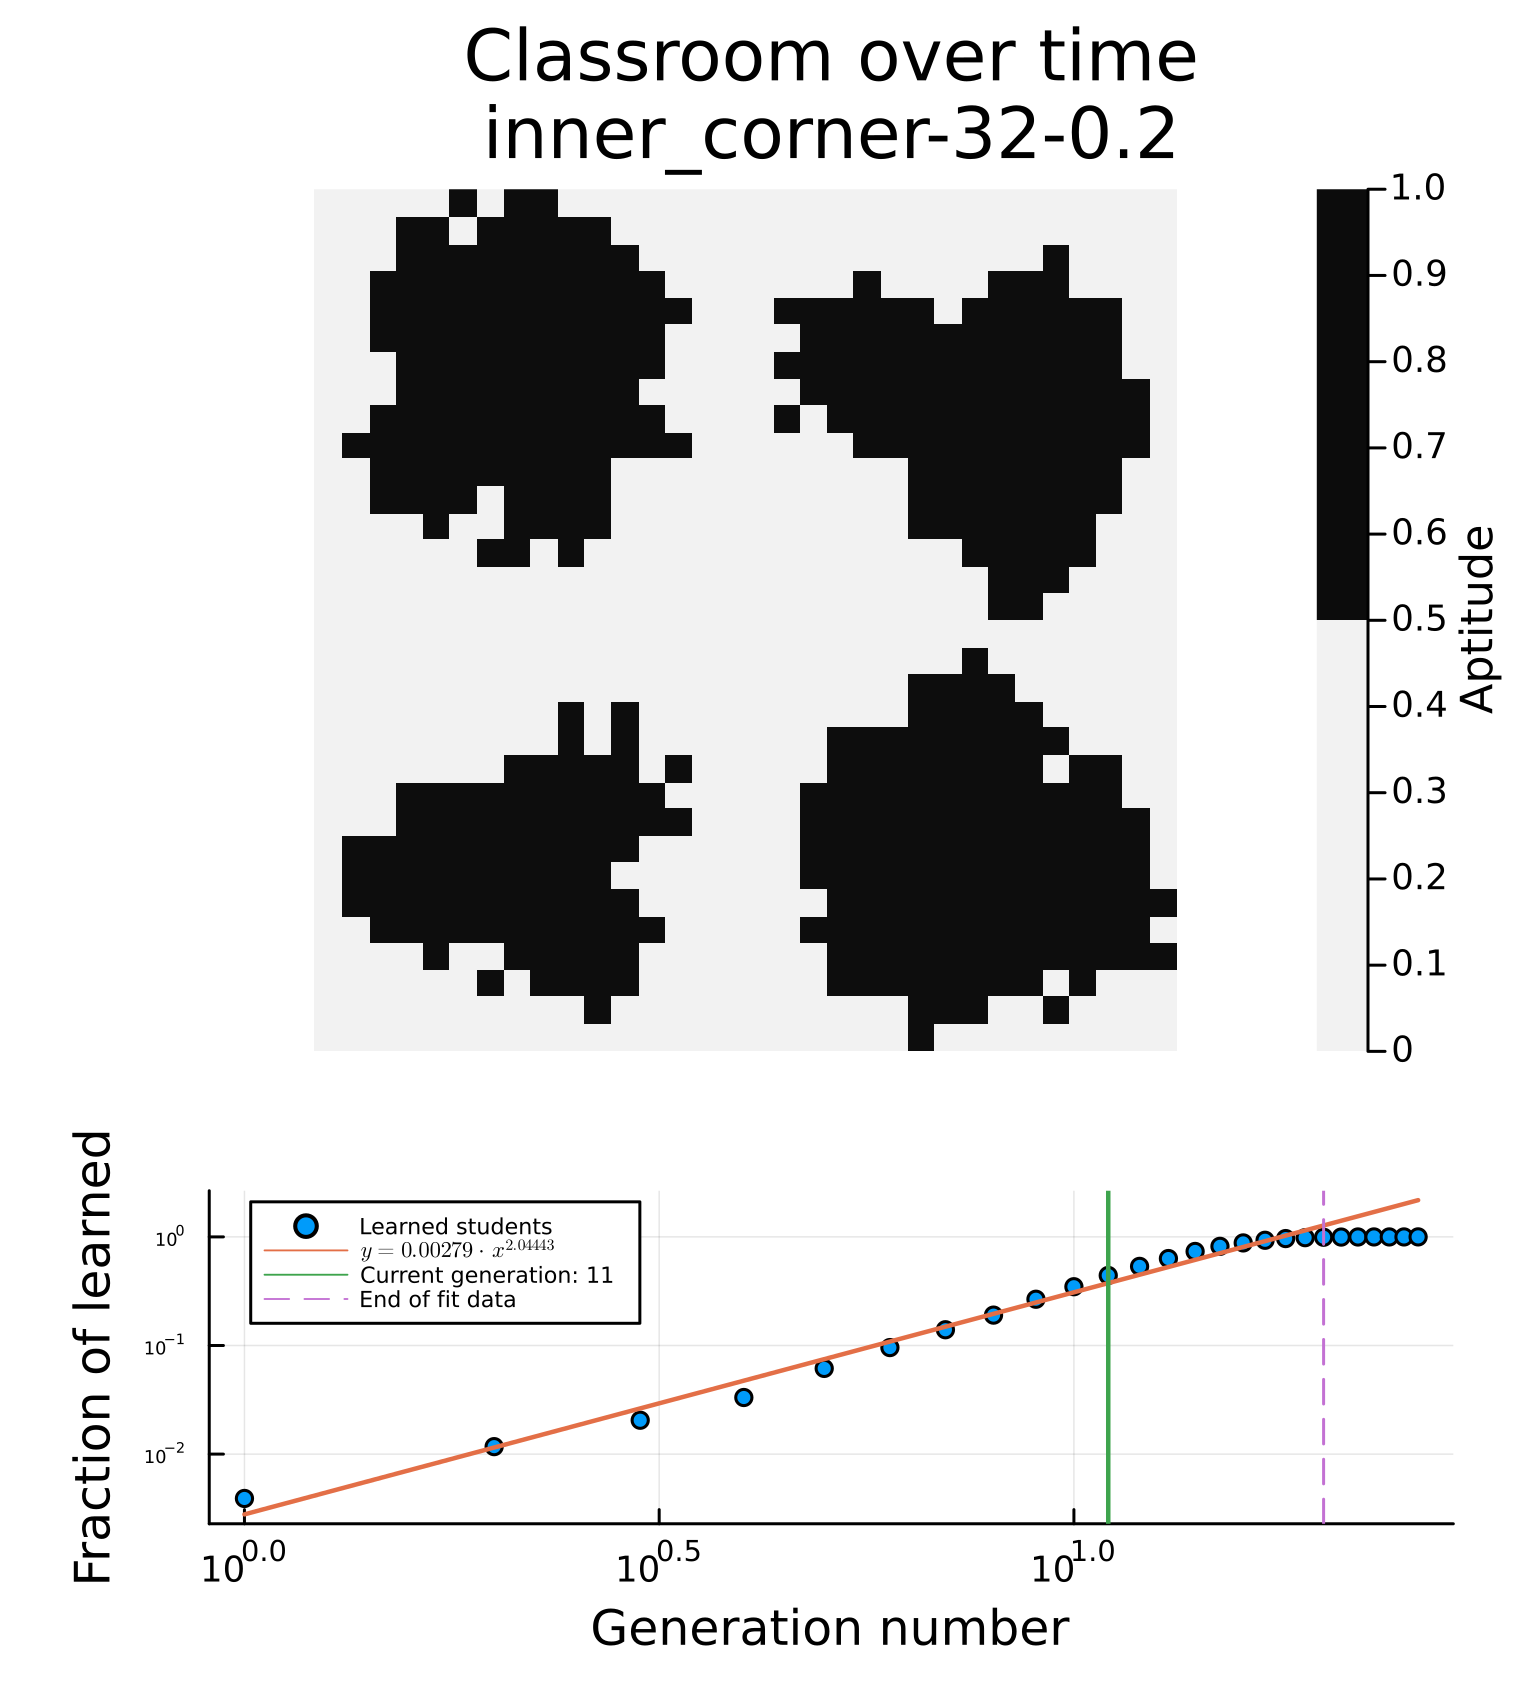 Classroom over time
inner_corner-32-0.2
1.0
0.9
0.8
0.7
0.6
0.5
0.4
0.3
0.2
0.1
0
Aptitude
Fraction of learned
10^0
10^-1
10^-2
Learned students
y = 0.00279 · x^2.04443
Current generation: 11
End of fit data
10^0.0
10^0.5
10^1.0
Generation number